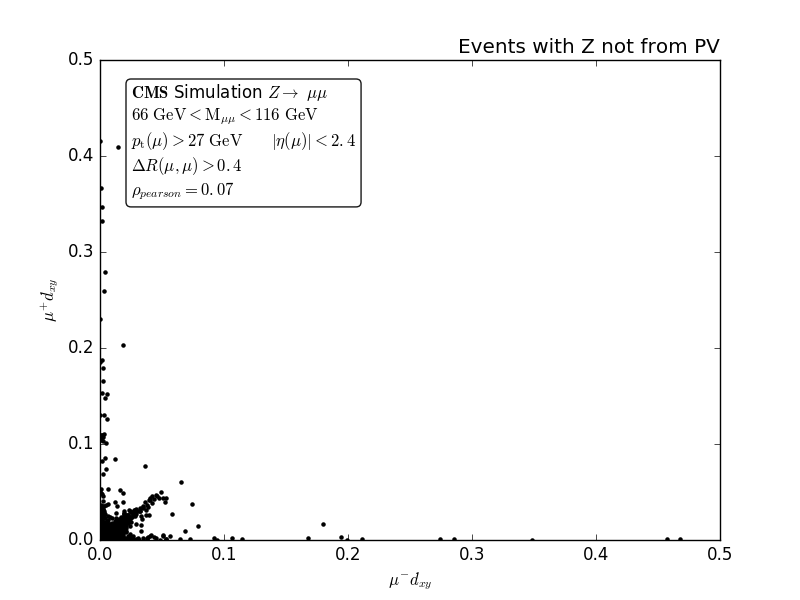 Events with Z not from PV
CMS Simulation Z → μμ
66 GeV < M_μμ < 116 GeV
p_t(μ) > 27 GeV |η(μ)| < 2.4
ΔR(μ, μ) > 0.4
ρ_pearson = 0.07
0.5
0.4
0.3
0.2
0.1
0.0
μ⁺d_xy
0.0 0.1 0.2 0.3 0.4 0.5
μ⁻d_xy